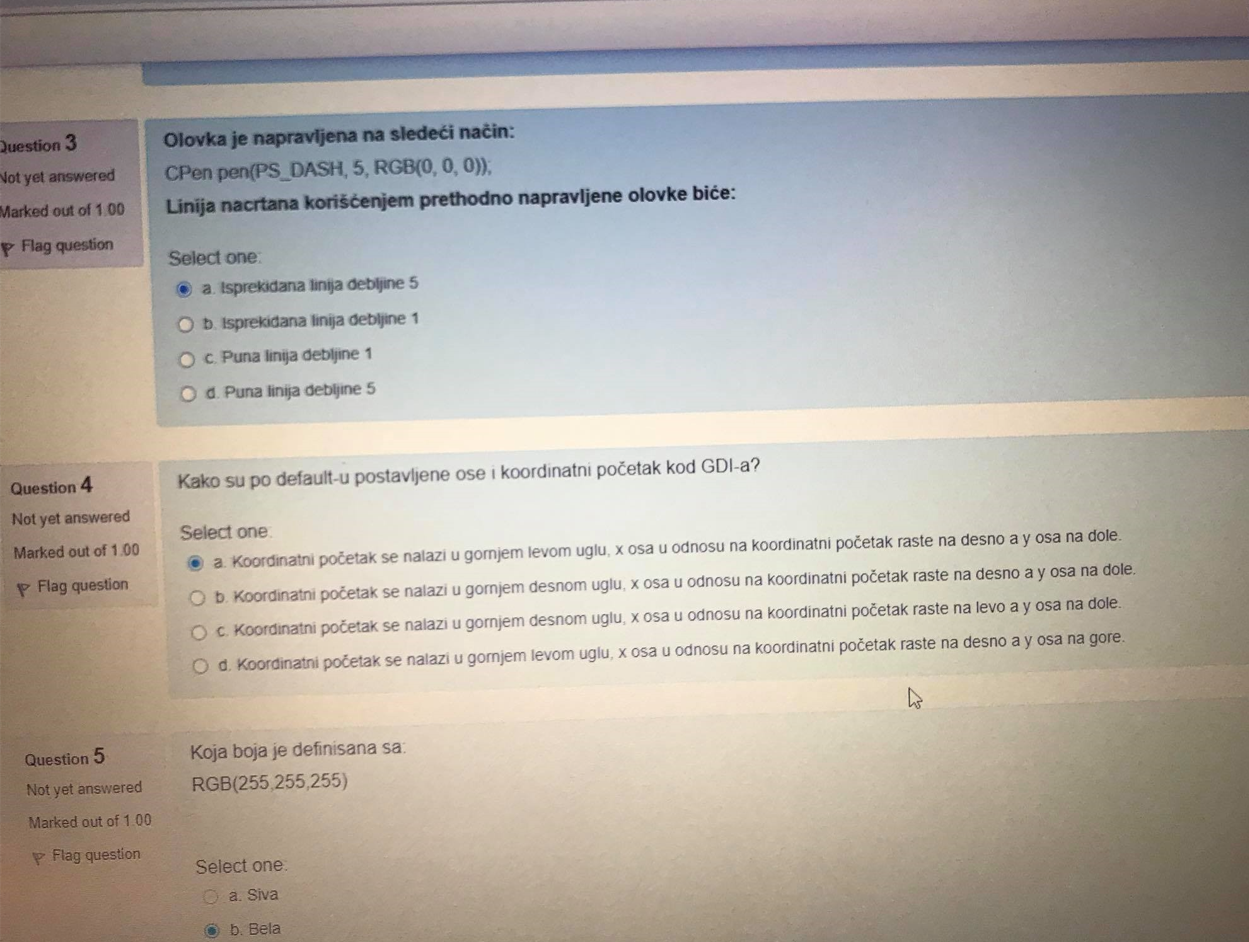 Question 3
Not yet answered
Marked out of 1.00
Flag question
Olovka je napravljena na sledeći način:
CPen pen(PS_DASH, 5, RGB(0, 0, 0));
Linija nacrtana korišćenjem prethodno napravljene olovke biće:
Select one:
a. Isprekidana linija debljine 5
b. Isprekidana linija debljine 1
c. Puna linija debljine 1
d. Puna linija debljine 5
Question 4
Not yet answered
Marked out of 1.00
Flag question
Kako su po default-u postavljene ose i koordinatni početak kod GDI-a?
Select one:
a. Koordinatni početak se nalazi u gornjem levom uglu, x osa u odnosu na koordinatni početak raste na desno a y osa na dole.
b. Koordinatni početak se nalazi u gornjem desnom uglu, x osa u odnosu na koordinatni početak raste na desno a y osa na dole.
c. Koordinatni početak se nalazi u gornjem desnom uglu, x osa u odnosu na koordinatni početak raste na levo a y osa na dole.
d. Koordinatni početak se nalazi u gornjem levom uglu, x osa u odnosu na koordinatni početak raste na desno a y osa na gore.
Question 5
Not yet answered
Marked out of 1.00
Flag question
Koja boja je definisana sa:
RGB(255,255,255)
Select one:
a. Siva
b. Bela